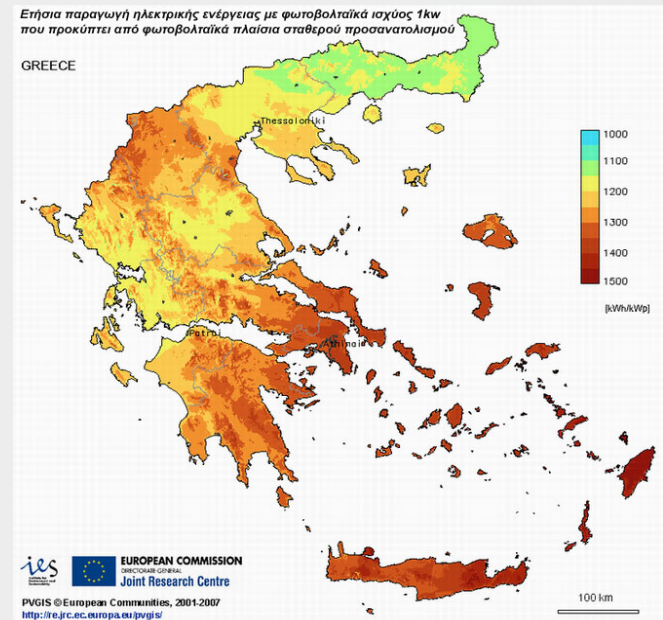 Ετήσια παραγωγή ηλεκτρικής ενέργειας με φωτοβολταϊκά ισχύος 1kw
που προκύπτει από φωτοβολταϊκά πλαίσια σταθερού προσανατολισμού
GREECE
Thessaloniki
1000
1100
1200
1300
1400
1500
[kWh/kWp]
Patrai
Athinai
ies
EUROPEAN COMMISSION
DIRECTORATE-GENERAL
Joint Research Centre
PVGIS © European Communities, 2001-2007
http://re.jrc.ec.europa.eu/pvgis/
100 km